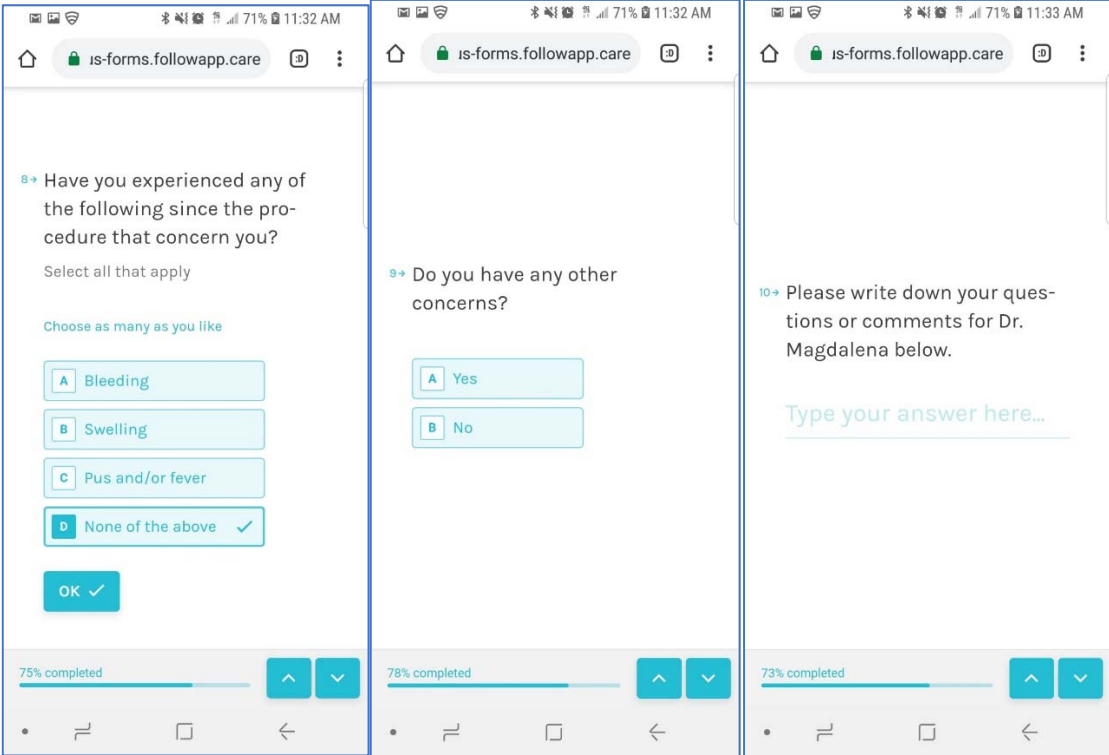 71% 11:32 AM
us-forms.followapp.care :D
8→ Have you experienced any of
the following since the pro-
cedure that concern you?
Select all that apply
Choose as many as you like
A Bleeding
B Swelling
C Pus and/or fever
D None of the above
OK
75% completed
71% 11:32 AM
us-forms.followapp.care :D
9→ Do you have any other
concerns?
A Yes
B No
78% completed
71% 11:33 AM
us-forms.followapp.care :D
10→ Please write down your ques-
tions or comments for Dr.
Magdalena below.
Type your answer here...
73% completed